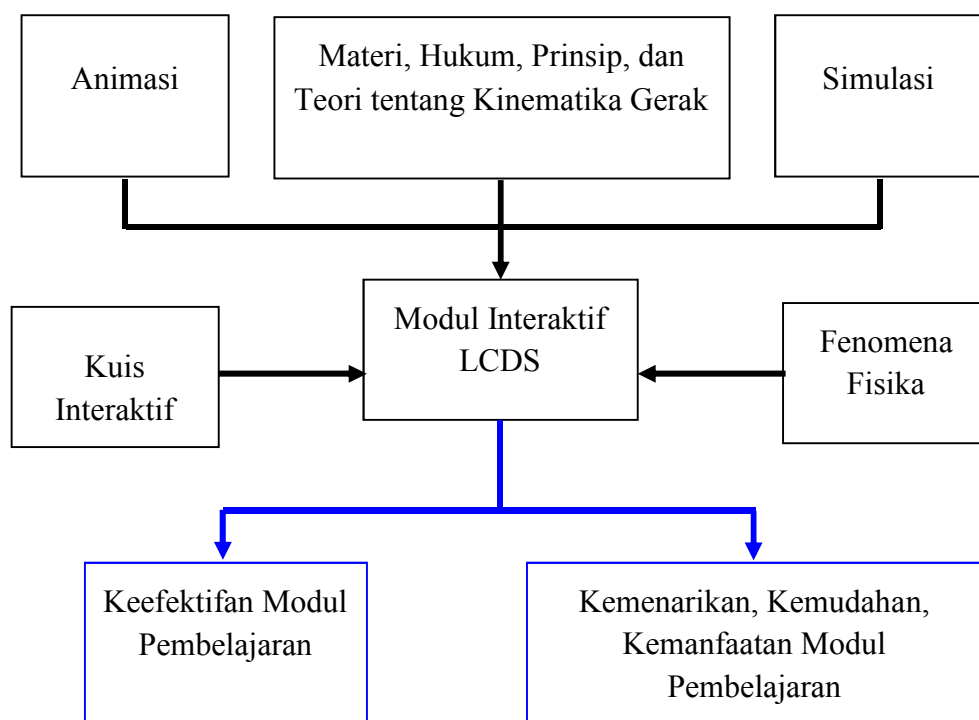 Animasi
Materi, Hukum, Prinsip, dan
Teori tentang Kinematika Gerak
Simulasi
Kuis
Interaktif
Modul Interaktif
LCDS
Fenomena
Fisika
Keefektifan Modul
Pembelajaran
Kemenarikan, Kemudahan,
Kemanfaatan Modul
Pembelajaran